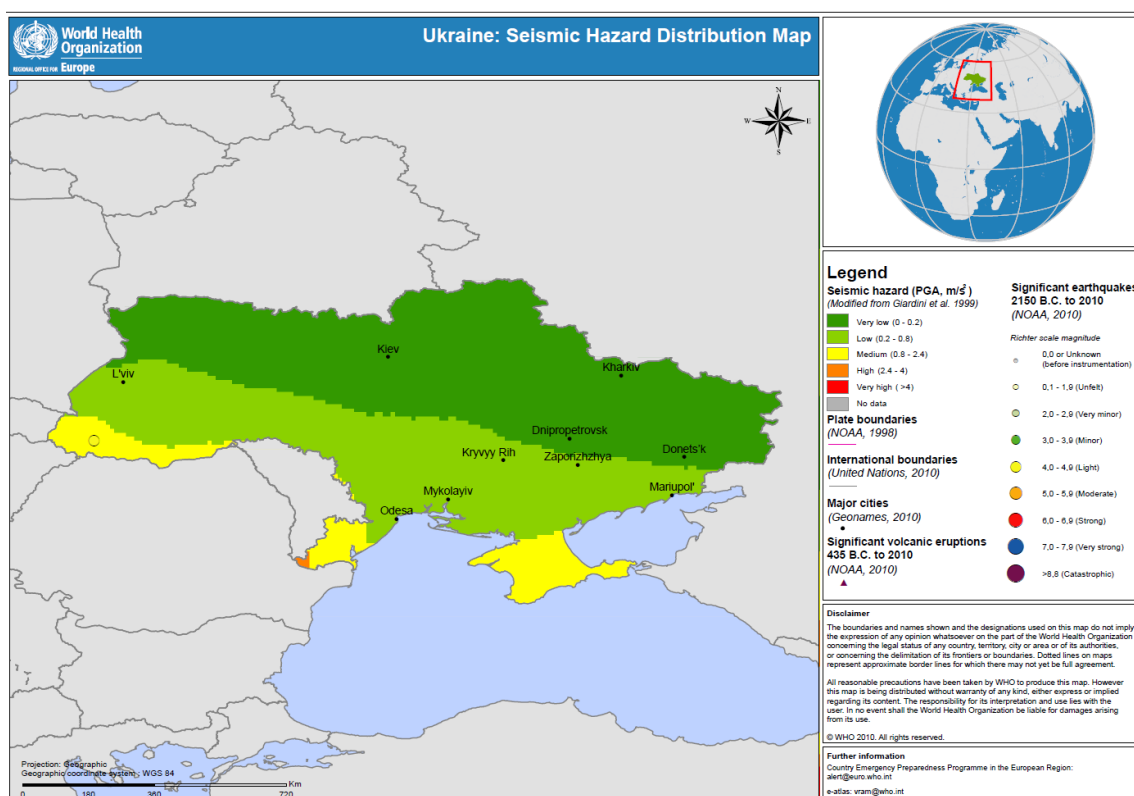 World Health
Organization
REGIONAL OFFICE FOR Europe
Ukraine: Seismic Hazard Distribution Map
N
W E
S
Kiev
L'viv
Kharkiv
Dnipropetrovsk
Kryvyy Rih
Zaporizhzhya
Donets'k
Mykolayiv
Mariupol'
Odesa
Projection: Geographic
Geographic coordinate system : WGS 84
Km
0 180 360 720
Legend
Seismic hazard (PGA, m/s²)
(Modified from Giardini et al. 1999)
Very low (0 - 0.2)
Low (0.2 - 0.8)
Medium (0.8 - 2.4)
High (2.4 - 4)
Very high ( >4)
No data
Plate boundaries
(NOAA, 1998)
International boundaries
(United Nations, 2010)
Major cities
(Geonames, 2010)
Significant volcanic eruptions
435 B.C. to 2010
(NOAA, 2010)
Significant earthquakes
2150 B.C. to 2010
(NOAA, 2010)
Richter scale magnitude
0,0 or Unknown
(before instrumentation)
0,1 - 1,9 (Unfelt)
2,0 - 2,9 (Very minor)
3,0 - 3,9 (Minor)
4,0 - 4,9 (Light)
5,0 - 5,9 (Moderate)
6,0 - 6,9 (Strong)
7,0 - 7,9 (Very strong)
>8,8 (Catastrophic)
Disclaimer
The boundaries and names shown and the designations used on this map do not imply
the expression of any opinion whatsoever on the part of the World Health Organization
concerning the legal status of any country, territory, city or area or of its authorities,
or concerning the delimitation of its frontiers or boundaries. Dotted lines on maps
represent approximate border lines for which there may not yet be full agreement.
All reasonable precautions have been taken by WHO to produce this map. However
this map is being distributed without warranty of any kind, either express or implied
regarding its content. The responsibility for its interpretation and use lies with the
user. In no event shall the World Health Organization be liable for damages arising
from its use.
© WHO 2010. All rights reserved.
Further information
Country Emergency Preparedness Programme in the European Region:
alert@euro.who.int
e-atlas: vram@who.int